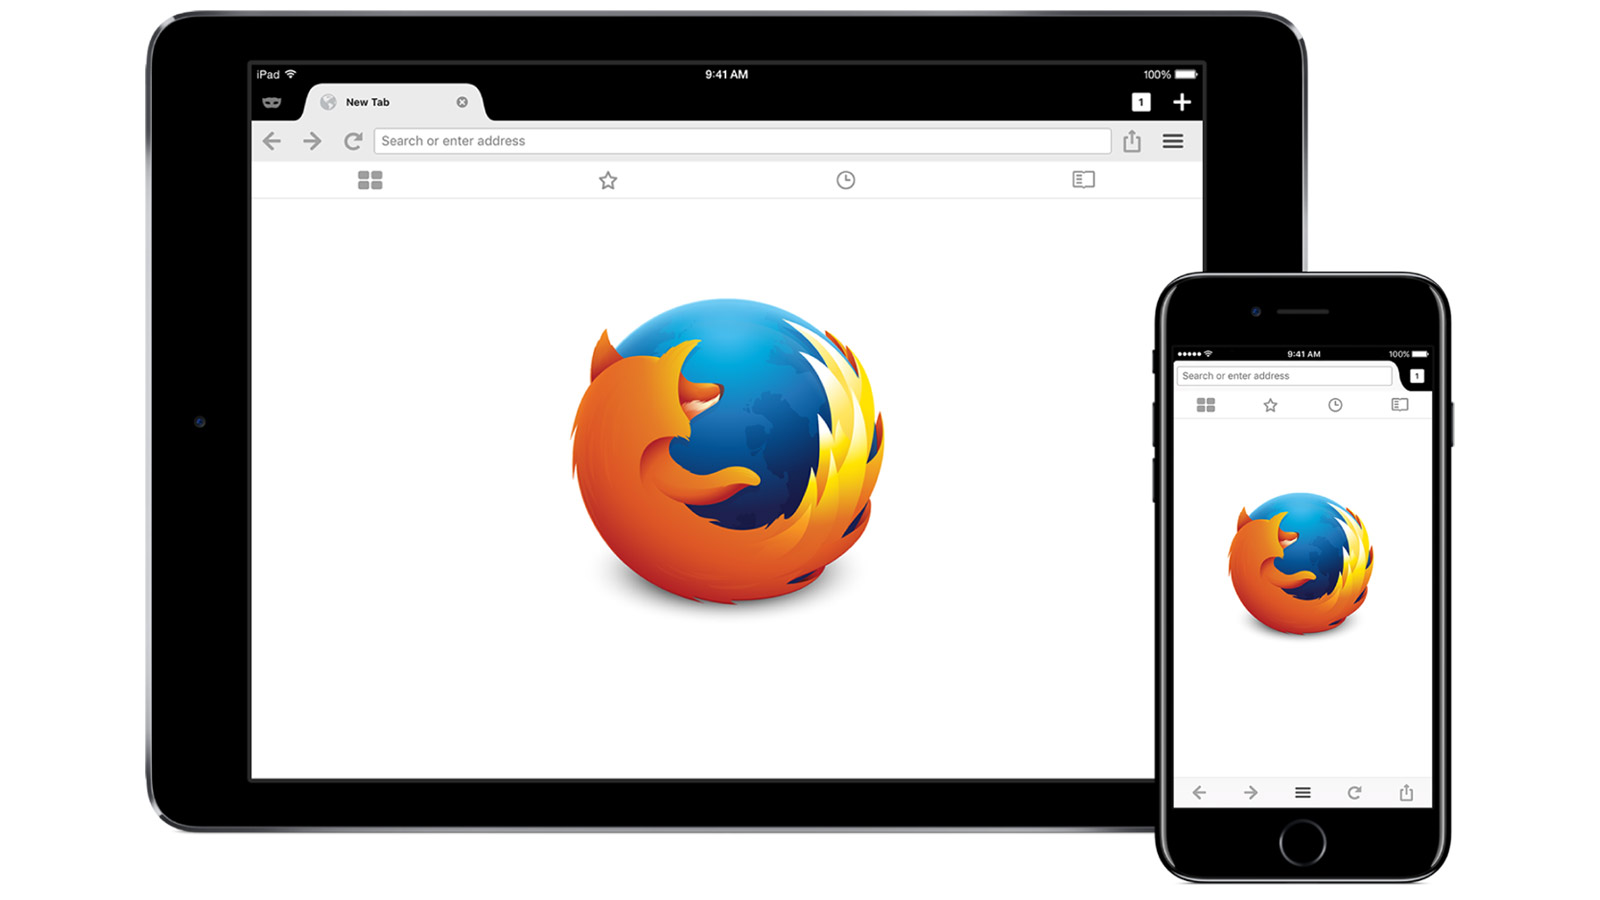 iPad 9:41 AM 100%
New Tab 1
Search or enter address
9:41 AM 100%
Search or enter address 1